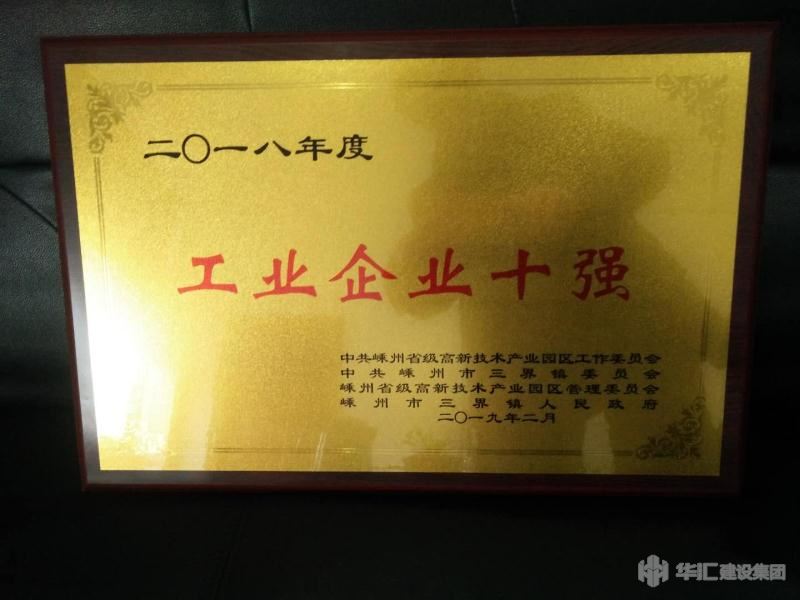 二〇一八年度
工业企业十强
中共嵊州省级高新技术产业园区工作委员会
中共嵊州市三界镇委员会
嵊州省级高新技术产业园区管理委员会
嵊州市三界镇人民政府
二〇一九年二月
华汇建设集团